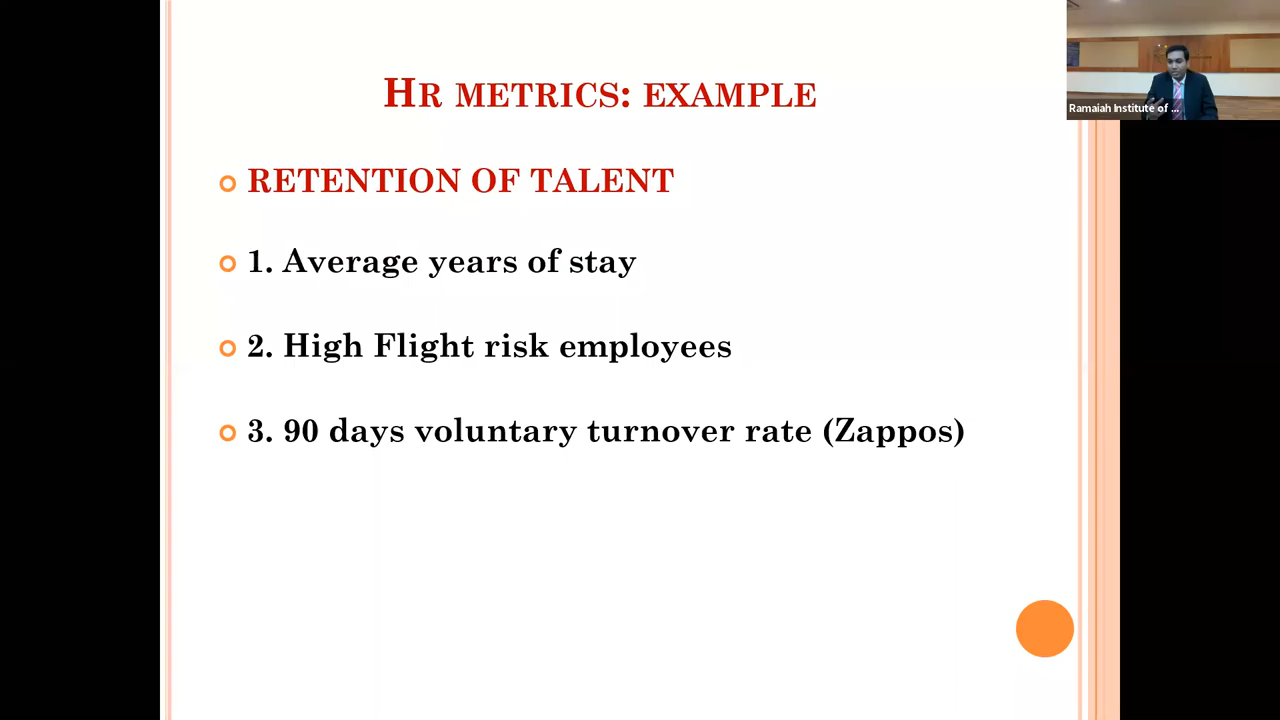 HR METRICS: EXAMPLE
Ramaiah Institute of ...
RETENTION OF TALENT
1. Average years of stay
2. High Flight risk employees
3. 90 days voluntary turnover rate (Zappos)